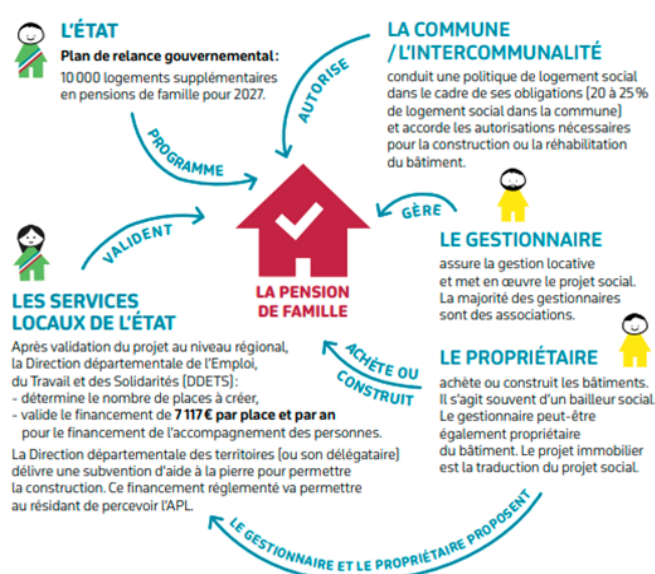 L'ÉTAT
Plan de relance gouvernemental :
10 000 logements supplémentaires
en pensions de famille pour 2027.
PROGRAMME
LA COMMUNE
/L'INTERCOMMUNALITÉ
conduit une politique de logement social
dans le cadre de ses obligations (20 à 25 %
de logement social dans la commune)
et accorde les autorisations nécessaires
pour la construction ou la réhabilitation
du bâtiment.
AUTORISE
LA PENSION
DE FAMILLE
GÈRE
LE GESTIONNAIRE
assure la gestion locative
et met en œuvre le projet social.
La majorité des gestionnaires
sont des associations.
VALIDENT
LES SERVICES
LOCAUX DE L'ÉTAT
Après validation du projet au niveau régional,
la Direction départementale de l'Emploi,
du Travail et des Solidarités (DDETS) :
- détermine le nombre de places à créer,
- valide le financement de 7 117 € par place et par an
pour le financement de l'accompagnement des personnes.
La Direction départementale des territoires (ou son délégataire)
délivre une subvention d'aide à la pierre pour permettre
la construction. Ce financement réglementé va permettre
au résidant de percevoir l'APL.
ACHÈTE OU
CONSTRUIT
LE PROPRIÉTAIRE
achète ou construit les bâtiments.
Il s'agit souvent d'un bailleur social.
Le gestionnaire peut-être
également propriétaire
du bâtiment. Le projet immobilier
est la traduction du projet social.
LE GESTIONNAIRE ET LE PROPRIÉTAIRE PROPOSENT